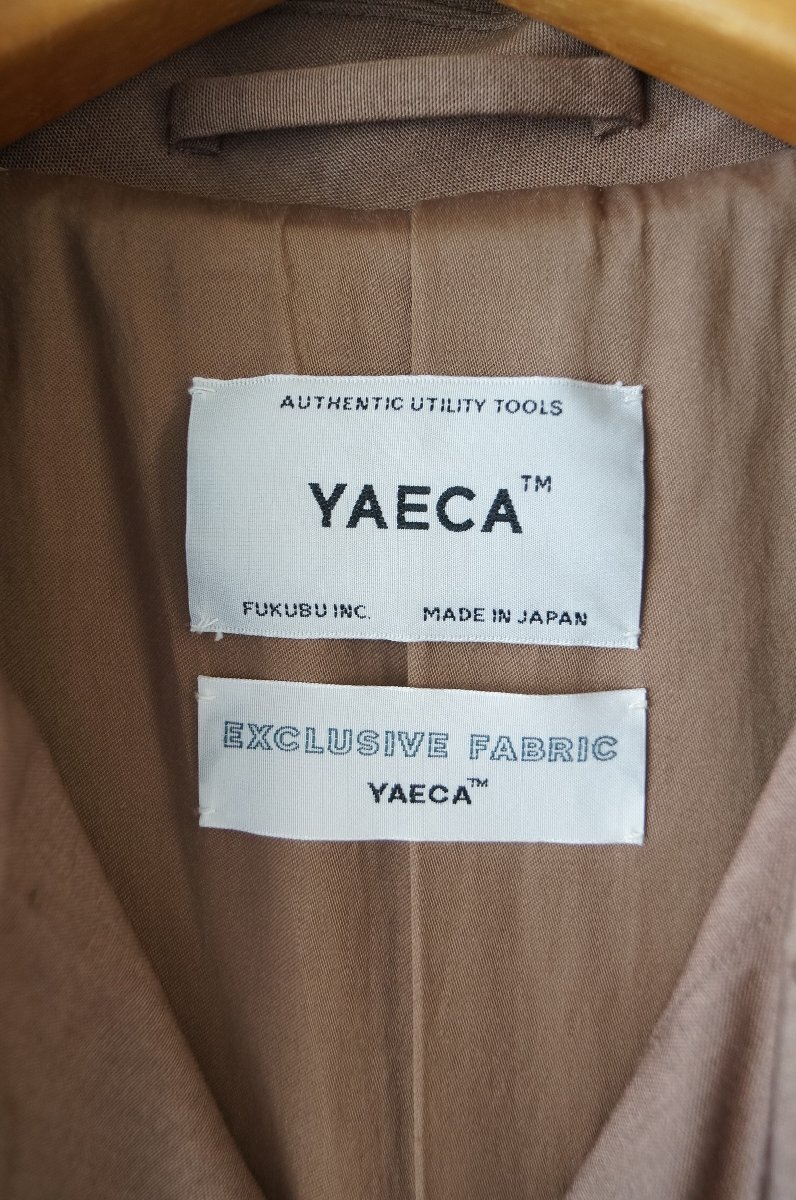 AUTHENTIC UTILITY TOOLS
YAECA™
FUKUBU INC. MADE IN JAPAN
EXCLUSIVE FABRIC
YAECA™